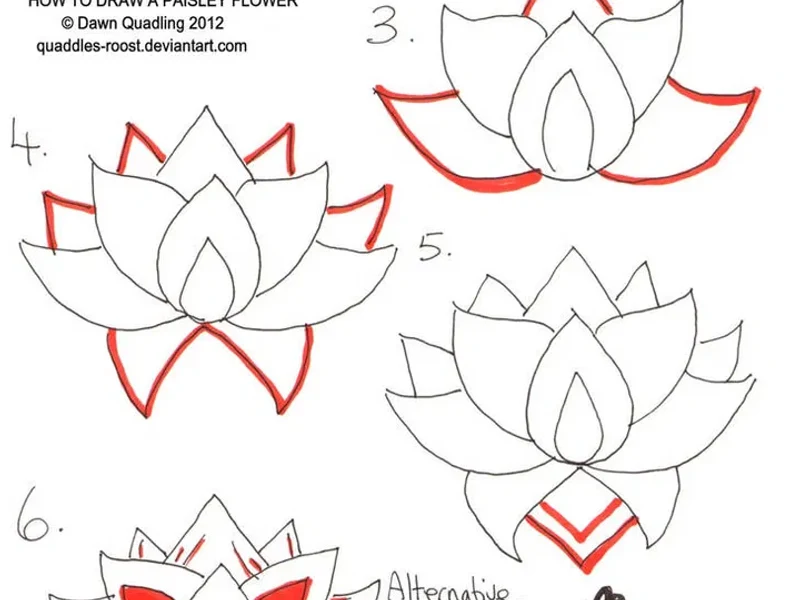 HOW TO DRAW A PAISLEY FLOWER
© Dawn Quadling 2012
quaddles-roost.deviantart.com
3.
4.
5.
6.
Alternative